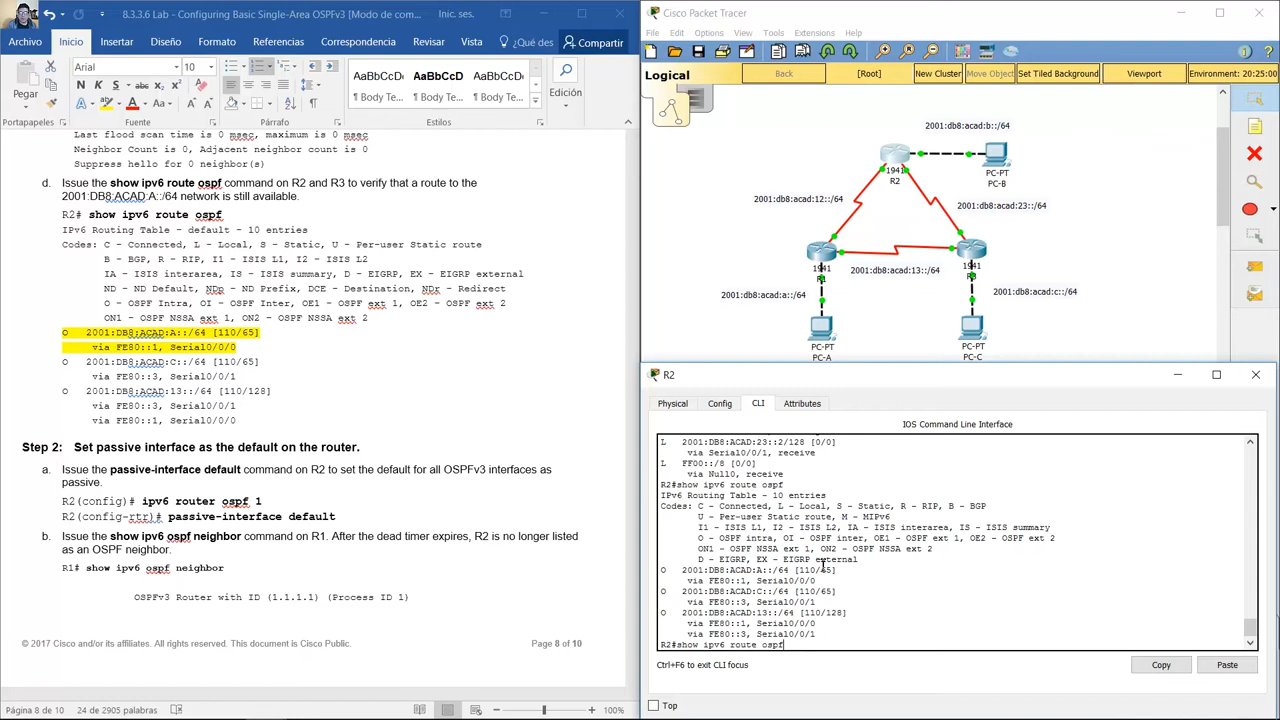 8.3.3.6 Lab - Configuring Basic Single-Area OSPFv3 [Modo de com...
Inic. ses.
Archivo
Inicio
Insertar
Diseño
Formato
Referencias
Correspondencia
Revisar
Vista
¿Qué des
Compartir
Pegar
Arial
10
N K S abc x₂ x²
AaBbCcD
AaBbCcD
AaBbCcD
¶ Body Te...
¶ Body Te...
¶ Body Text...
Edición
Portapapeles
Fuente
Párrafo
Estilos
Last flood scan time is 0 msec, maximum is 0 msec
Neighbor Count is 0, Adjacent neighbor count is 0
Suppress hello for 0 neighbor(s)
d. Issue the show ipv6 route ospf command on R2 and R3 to verify that a route to the
2001:DB8:ACAD:A::/64 network is still available.
R2# show ipv6 route ospf
IPv6 Routing Table - default - 10 entries
Codes: C - Connected, L - Local, S - Static, U - Per-user Static route
B - BGP, R - RIP, I1 - ISIS L1, I2 - ISIS L2
IA - ISIS interarea, IS - ISIS summary, D - EIGRP, EX - EIGRP external
ND - ND Default, NDp - ND Prefix, DCE - Destination, NDr - Redirect
O - OSPF Intra, OI - OSPF Inter, OE1 - OSPF ext 1, OE2 - OSPF ext 2
ON1 - OSPF NSSA ext 1, ON2 - OSPF NSSA ext 2
O 2001:DB8:ACAD:A::/64 [110/65]
via FE80::1, Serial0/0/0
O 2001:DB8:ACAD:C::/64 [110/65]
via FE80::3, Serial0/0/1
O 2001:DB8:ACAD:13::/64 [110/128]
via FE80::3, Serial0/0/1
via FE80::1, Serial0/0/0
Step 2: Set passive interface as the default on the router.
a. Issue the passive-interface default command on R2 to set the default for all OSPFv3 interfaces as
passive.
R2(config)# ipv6 router ospf 1
R2(config-rtr)# passive-interface default
b. Issue the show ipv6 ospf neighbor command on R1. After the dead timer expires, R2 is no longer listed
as an OSPF neighbor.
R1# show ipv6 ospf neighbor
OSPFv3 Router with ID (1.1.1.1) (Process ID 1)
© 2017 Cisco and/or its affiliates. All rights reserved. This document is Cisco Public.
Page 8 of 10
Página 8 de 10
24 de 2905 palabras
100%
Cisco Packet Tracer
File
Edit
Options
View
Tools
Extensions
Help
Logical
Back
[Root]
New Cluster
Move Object
Set Tiled Background
Viewport
Environment: 20:25:00
2001:db8:acad:b::/64
1941
R2
PC-PT
PC-B
2001:db8:acad:12::/64
2001:db8:acad:23::/64
1941
R1
2001:db8:acad:13::/64
1941
R3
2001:db8:acad:a::/64
2001:db8:acad:c::/64
PC-PT
PC-A
PC-PT
PC-C
R2
Physical
Config
CLI
Attributes
IOS Command Line Interface
L 2001:DB8:ACAD:23::2/128 [0/0]
via Serial0/0/1, receive
L FF00::/8 [0/0]
via Null0, receive
R2#show ipv6 route ospf
IPv6 Routing Table - 10 entries
Codes: C - Connected, L - Local, S - Static, R - RIP, B - BGP
U - Per-user Static route, M - MIPv6
I1 - ISIS L1, I2 - ISIS L2, IA - ISIS interarea, IS - ISIS summary
O - OSPF intra, OI - OSPF inter, OE1 - OSPF ext 1, OE2 - OSPF ext 2
ON1 - OSPF NSSA ext 1, ON2 - OSPF NSSA ext 2
D - EIGRP, EX - EIGRP external
O 2001:DB8:ACAD:A::/64 [110/65]
via FE80::1, Serial0/0/0
O 2001:DB8:ACAD:C::/64 [110/65]
via FE80::3, Serial0/0/1
O 2001:DB8:ACAD:13::/64 [110/128]
via FE80::1, Serial0/0/0
via FE80::3, Serial0/0/1
R2#show ipv6 route ospf
Ctrl+F6 to exit CLI focus
Copy
Paste
Top